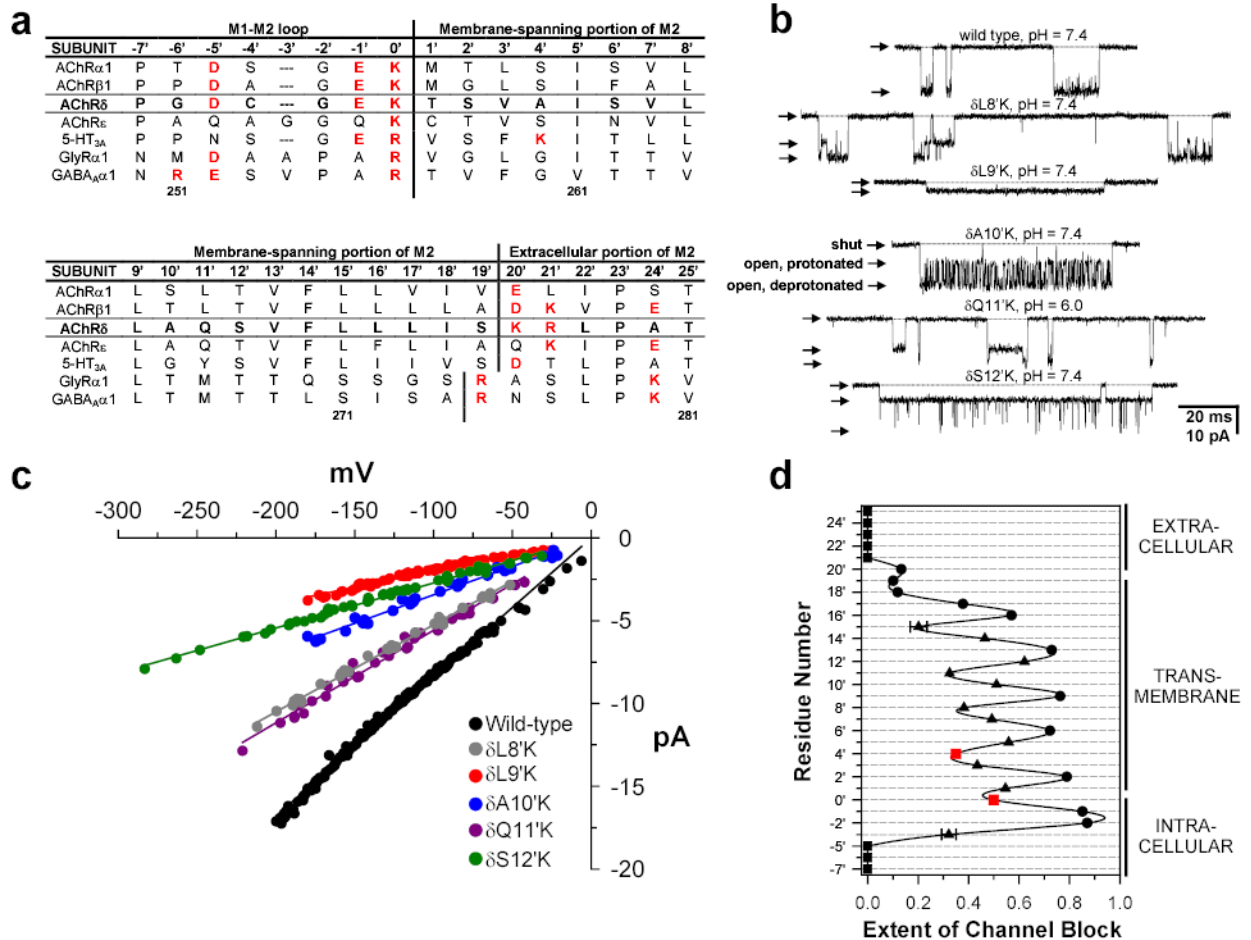 a
M1-M2 loop Membrane-spanning portion of M2
SUBUNIT -7' -6' -5' -4' -3' -2' -1' 0' 1' 2' 3' 4' 5' 6' 7' 8'
AChRα1 P T D S --- G E K M T L S I S V L
AChRβ1 P P D A --- G E K M G L S I F A L
AChRδ P G D C --- G E K T S V A I S V L
AChRε P A Q A G G Q K C T V S I N V L
5-HT3A P P N S --- G E R V S F K I T L L
GlyRα1 N M D A A P A R V G L G I T T V
GABAAα1 N R E S V P A R T V F G V T T V
251 261
Membrane-spanning portion of M2 Extracellular portion of M2
SUBUNIT 9' 10' 11' 12' 13' 14' 15' 16' 17' 18' 19' 20' 21' 22' 23' 24' 25'
AChRα1 L S L T V F L L V I V E L I P S T
AChRβ1 L T L T V F L L L L A D K V P E T
AChRδ L A Q S V F L L L I S K R L P A T
AChRε L A Q T V F L F L I A Q K I P E T
5-HT3A L G Y S V F L I I V S D T L P A T
GlyRα1 L T M T T Q S S G S R A S L P K V
GABAAα1 L T M T T L S I S A R N S L P K V
271 281
b
wild type, pH = 7.4
δL8'K, pH = 7.4
δL9'K, pH = 7.4
δA10'K, pH = 7.4
shut
open, protonated
open, deprotonated
δQ11'K, pH = 6.0
δS12'K, pH = 7.4
20 ms
10 pA
c
mV
-300 -250 -200 -150 -100 -50 0
0
-5
-10
-15
-20
pA
Wild-type
δL8'K
δL9'K
δA10'K
δQ11'K
δS12'K
d
Residue Number
24'
22'
20'
18'
16'
14'
12'
10'
8'
6'
4'
2'
0'
-2'
-5'
-7'
EXTRA-
CELLULAR
TRANS-
MEMBRANE
INTRA-
CELLULAR
0.0 0.2 0.4 0.6 0.8 1.0
Extent of Channel Block